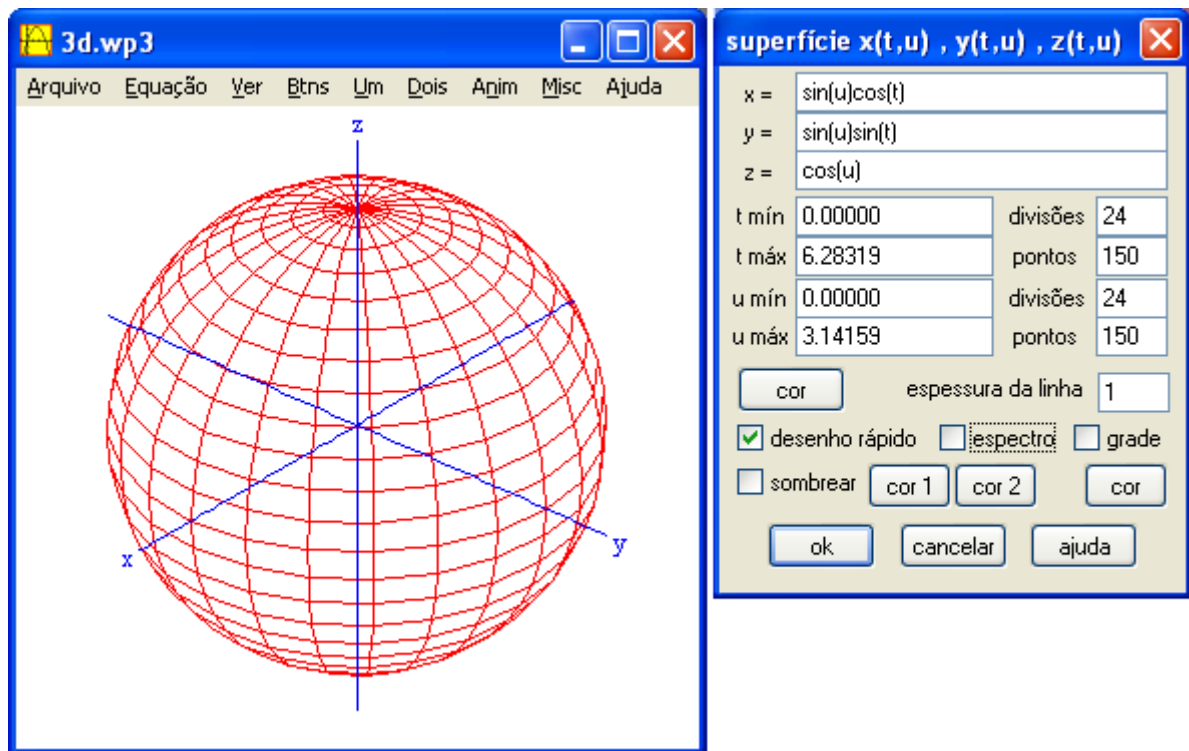 3d.wp3
Arquivo Equação Ver Btns Um Dois Anim Misc Ajuda
z
x
y
superfície x(t,u) , y(t,u) , z(t,u)
x = sin(u)cos(t)
y = sin(u)sin(t)
z = cos(u)
t mín 0.00000 divisões 24
t máx 6.28319 pontos 150
u mín 0.00000 divisões 24
u máx 3.14159 pontos 150
cor espessura da linha 1
desenho rápido espectro grade
sombrear cor 1 cor 2 cor
ok cancelar ajuda